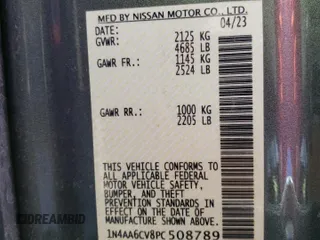 MFD BY NISSAN MOTOR CO., LTD.
DATE: 04/23
GVWR: 2125 KG
4685 LB
GAWR FR.: 1145 KG
2524 LB
GAWR RR.: 1000 KG
2205 LB
THIS VEHICLE CONFORMS TO
ALL APPLICABLE FEDERAL
MOTOR VEHICLE SAFETY,
BUMPER, AND THEFT
PREVENTION STANDARDS IN
EFFECT ON THE DATE OF
MANUFACTURE SHOWN ABOVE.
1N4AA6CV8PC508789
IDREAMBID